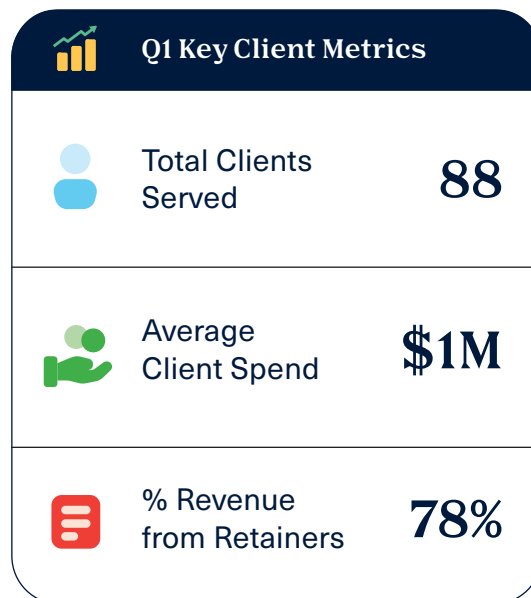 Q1 Key Client Metrics
Total Clients
Served
88
Average
Client Spend
$1M
% Revenue
from Retainers
78%